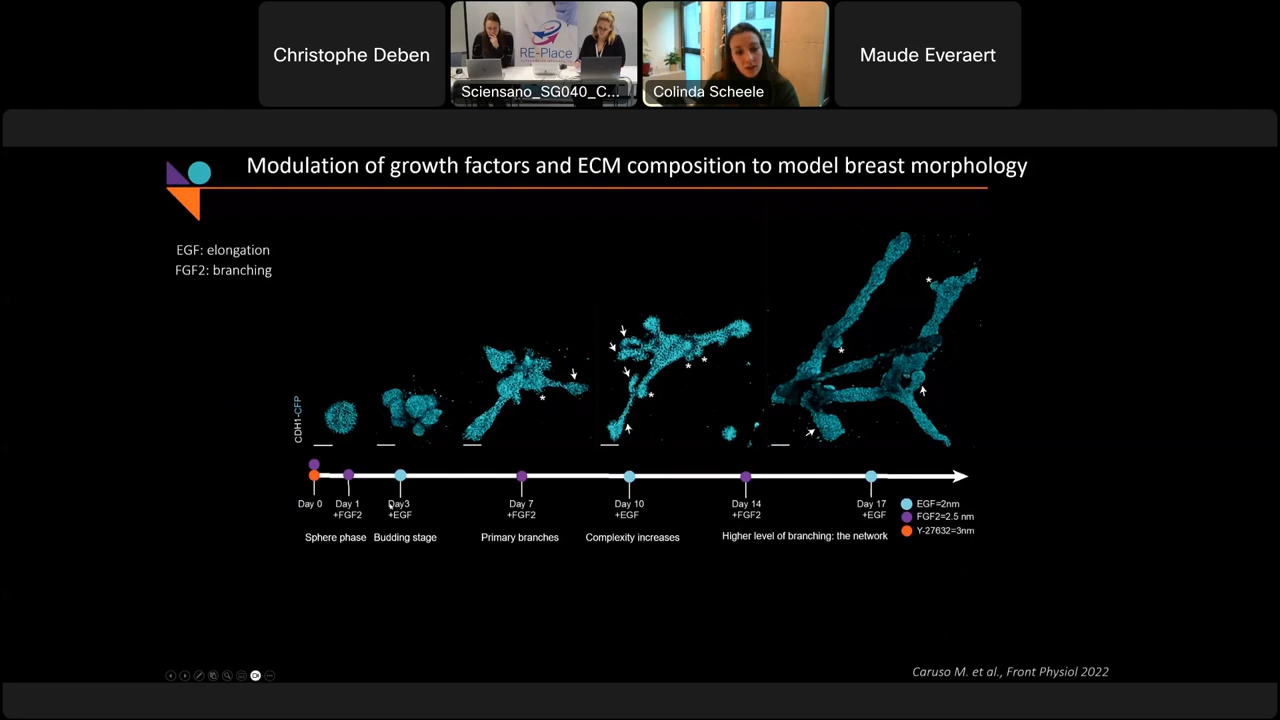 Christophe Deben
RE-Place
Sciensano_SG040_C...
Colinda Scheele
Maude Everaert
Modulation of growth factors and ECM composition to model breast morphology
EGF: elongation
FGF2: branching
CDH1-CFP
*
*
*
*
*
*
Day 0
Day 1
+FGF2
Day3
+EGF
Day 7
+FGF2
Day 10
+EGF
Day 14
+FGF2
Day 17
+EGF
EGF=2nm
FGF2=2.5 nm
Y-27632=3nm
Sphere phase
Budding stage
Primary branches
Complexity increases
Higher level of branching: the network
Caruso M. et al., Front Physiol 2022